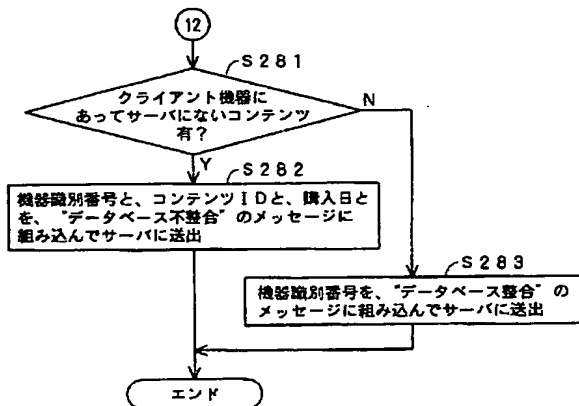 12
S281
クライアント機器に
あってサーバにないコンテンツ
有?
N
Y
S282
機器識別番号と、コンテンツIDと、購入日と
を、"データベース不整合"のメッセージに
組み込んでサーバに送出
S283
機器識別番号を、"データベース整合"の
メッセージに組み込んでサーバに送出
エンド